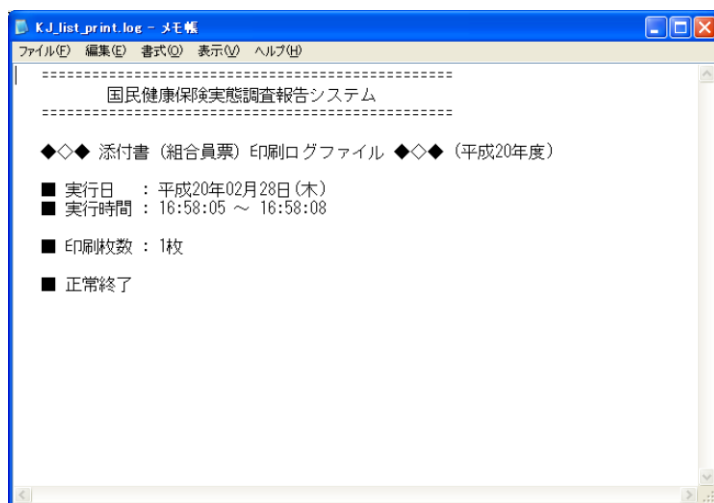 KJ_list_print.log - メモ帳
ファイル(F) 編集(E) 書式(O) 表示(V) ヘルプ(H)
==================================================
国民健康保険実態調査報告システム
==================================================
◆◇◆ 添付書（組合員票）印刷ログファイル ◆◇◆（平成20年度）
■ 実行日 : 平成20年02月28日(木)
■ 実行時間 : 16:58:05 ～ 16:58:08
■ 印刷枚数 : 1枚
■ 正常終了